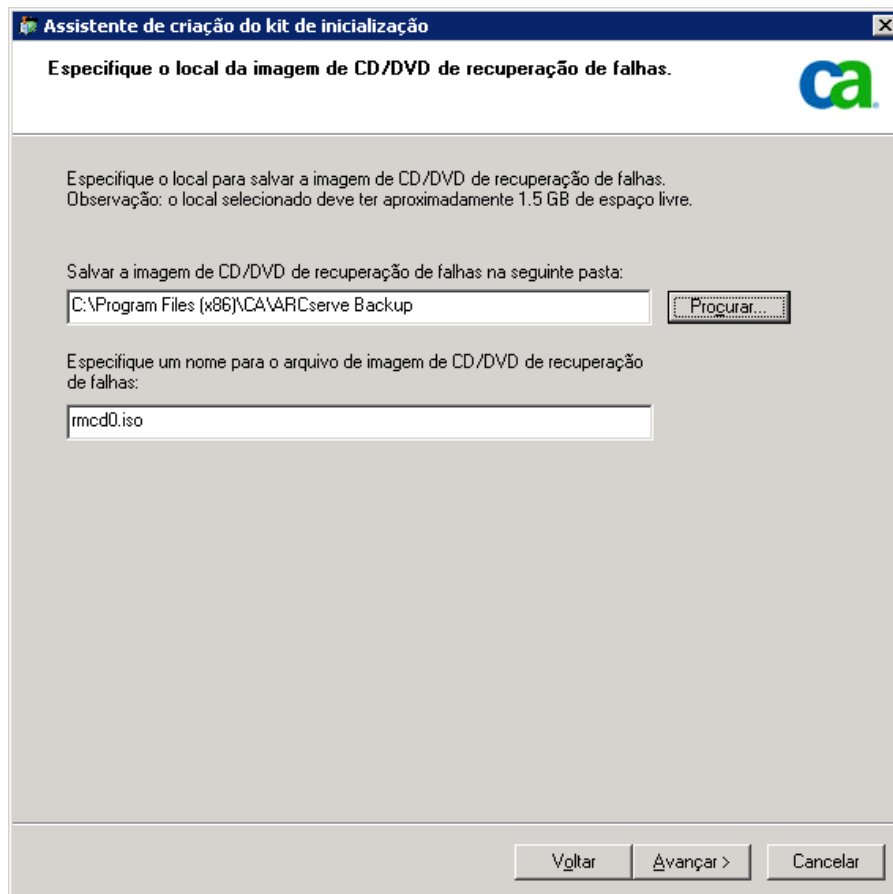 Assistente de criação do kit de inicialização
Especifique o local da imagem de CD/DVD de recuperação de falhas.
ca
Especifique o local para salvar a imagem de CD/DVD de recuperação de falhas.
Observação: o local selecionado deve ter aproximadamente 1.5 GB de espaço livre.
Salvar a imagem de CD/DVD de recuperação de falhas na seguinte pasta:
C:\Program Files (x86)\CA\ARCserve Backup
Procurar...
Especifique um nome para o arquivo de imagem de CD/DVD de recuperação
de falhas:
rmcd0.iso
Voltar
Avançar >
Cancelar